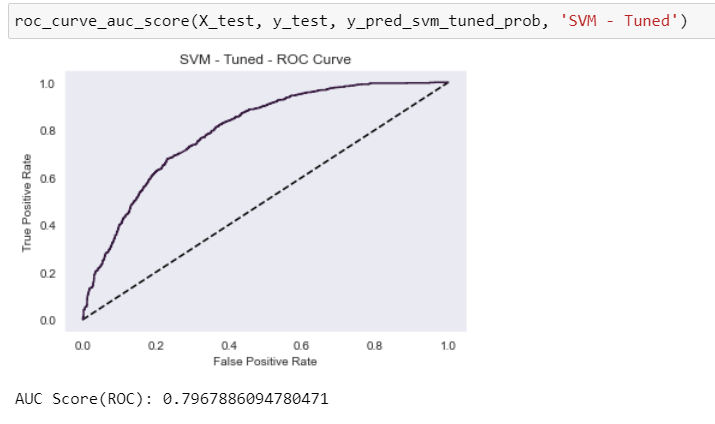 roc_curve_auc_score(X_test, y_test, y_pred_svm_tuned_prob, 'SVM - Tuned')
SVM - Tuned - ROC Curve
1.0
0.8
0.6
0.4
0.2
0.0
True Positive Rate
0.0 0.2 0.4 0.6 0.8 1.0
False Positive Rate
AUC Score(ROC): 0.7967886094780471